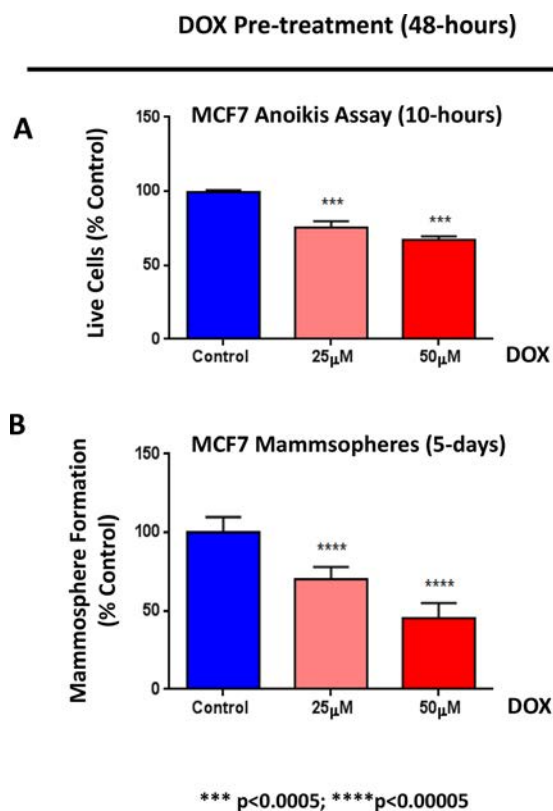 DOX Pre-treatment (48-hours)
A
MCF7 Anoikis Assay (10-hours)
Live Cells (% Control)
150
100
50
0
***
***
Control
25μM
50μM
DOX
B
MCF7 Mammsopheres (5-days)
Mammosphere Formation
(% Control)
150
100
50
0
****
****
Control
25μM
50μM
DOX
*** p<0.0005; ****p<0.00005